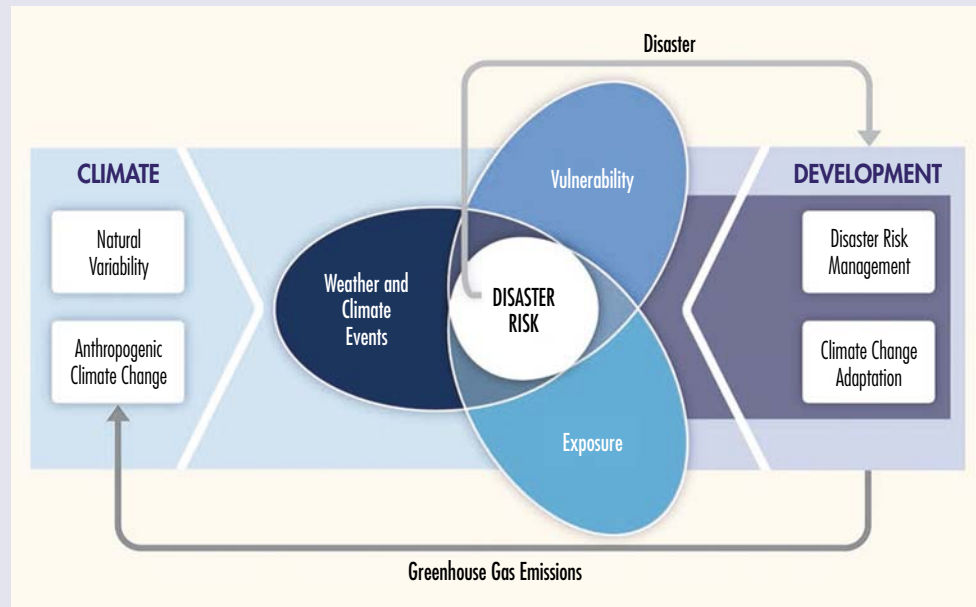 Disaster
CLIMATE
Natural
Variability
Anthropogenic
Climate Change
Weather and
Climate
Events
Vulnerability
DISASTER
RISK
Exposure
DEVELOPMENT
Disaster Risk
Management
Climate Change
Adaptation
Greenhouse Gas Emissions